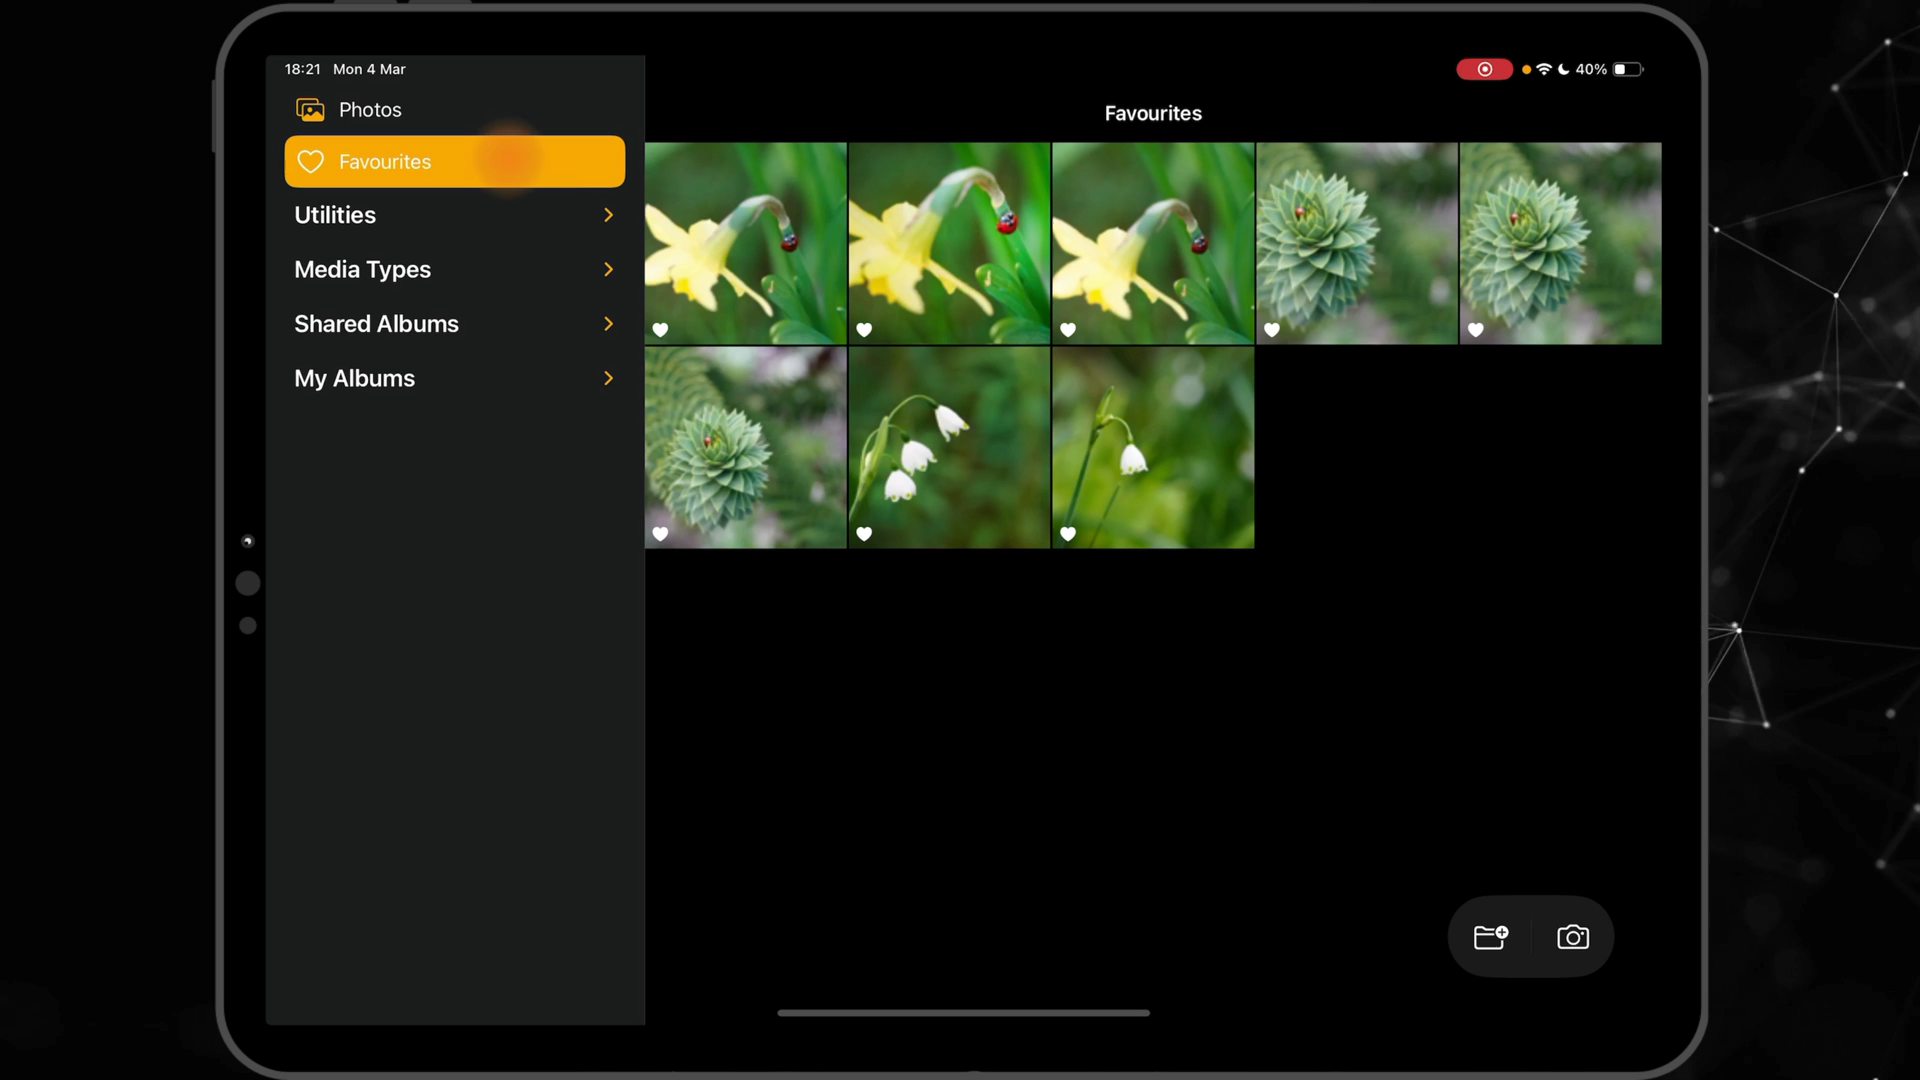 18:21 Mon 4 Mar
40%
Photos
Favourites
Favourites
Utilities
Media Types
Shared Albums
My Albums